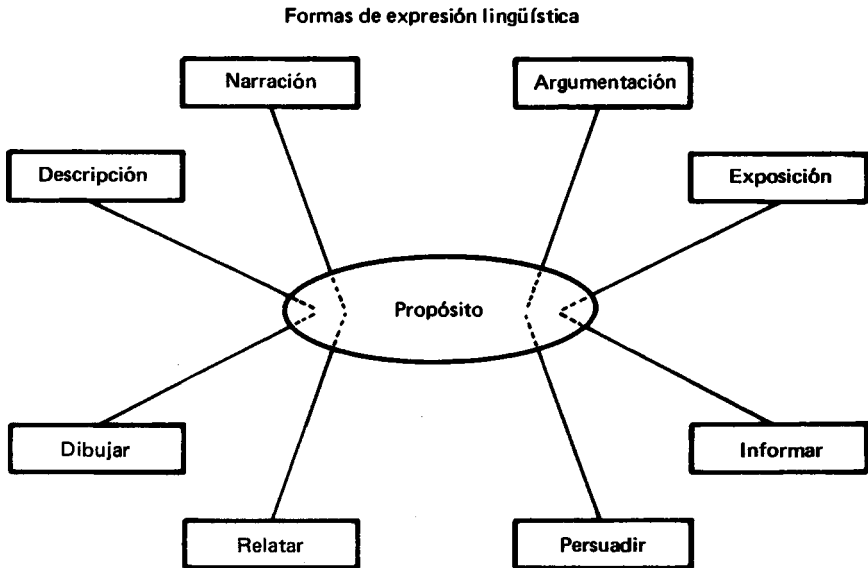 Formas de expresión lingüística
Narración
Argumentación
Descripción
Exposición
Propósito
Dibujar
Informar
Relatar
Persuadir